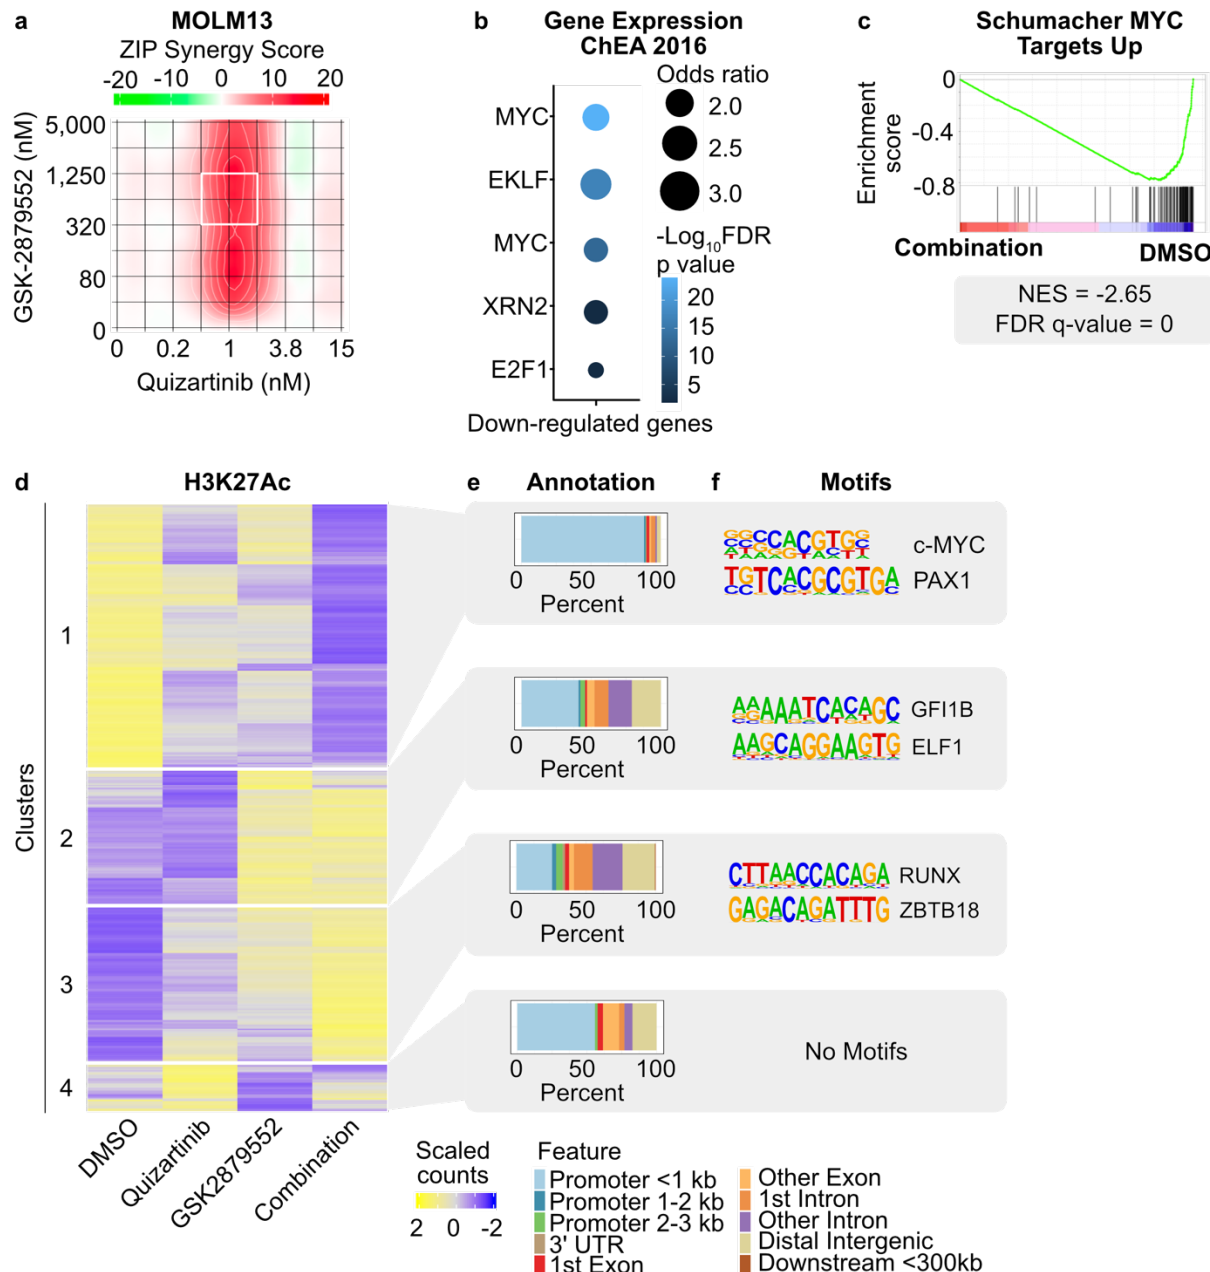 a
MOLM13
ZIP Synergy Score
-20 -10 0 10 20
GSK-2879552 (nM)
5,000
1,250
320
80
0
0 0.2 1 3.8 15
Quizartinib (nM)
b
Gene Expression
ChEA 2016
MYC
EKLF
MYC
XRN2
E2F1
Down-regulated genes
Odds ratio
2.0
2.5
3.0
-Log10FDR
p value
20
15
10
5
c
Schumacher MYC
Targets Up
Enrichment
score
0
-0.4
-0.8
Combination DMSO
NES = -2.65
FDR q-value = 0
d
H3K27Ac
Clusters
1
2
3
4
DMSO
Quizartinib
GSK2879552
Combination
Scaled
counts
2 0 -2
e
Annotation
0 50 100
Percent
0 50 100
Percent
0 50 100
Percent
0 50 100
Percent
f
Motifs
c-MYC
PAX1
GFI1B
ELF1
RUNX
ZBTB18
No Motifs
Feature
Promoter <1 kb
Promoter 1-2 kb
Promoter 2-3 kb
3' UTR
1st Exon
Other Exon
1st Intron
Other Intron
Distal Intergenic
Downstream <300kb